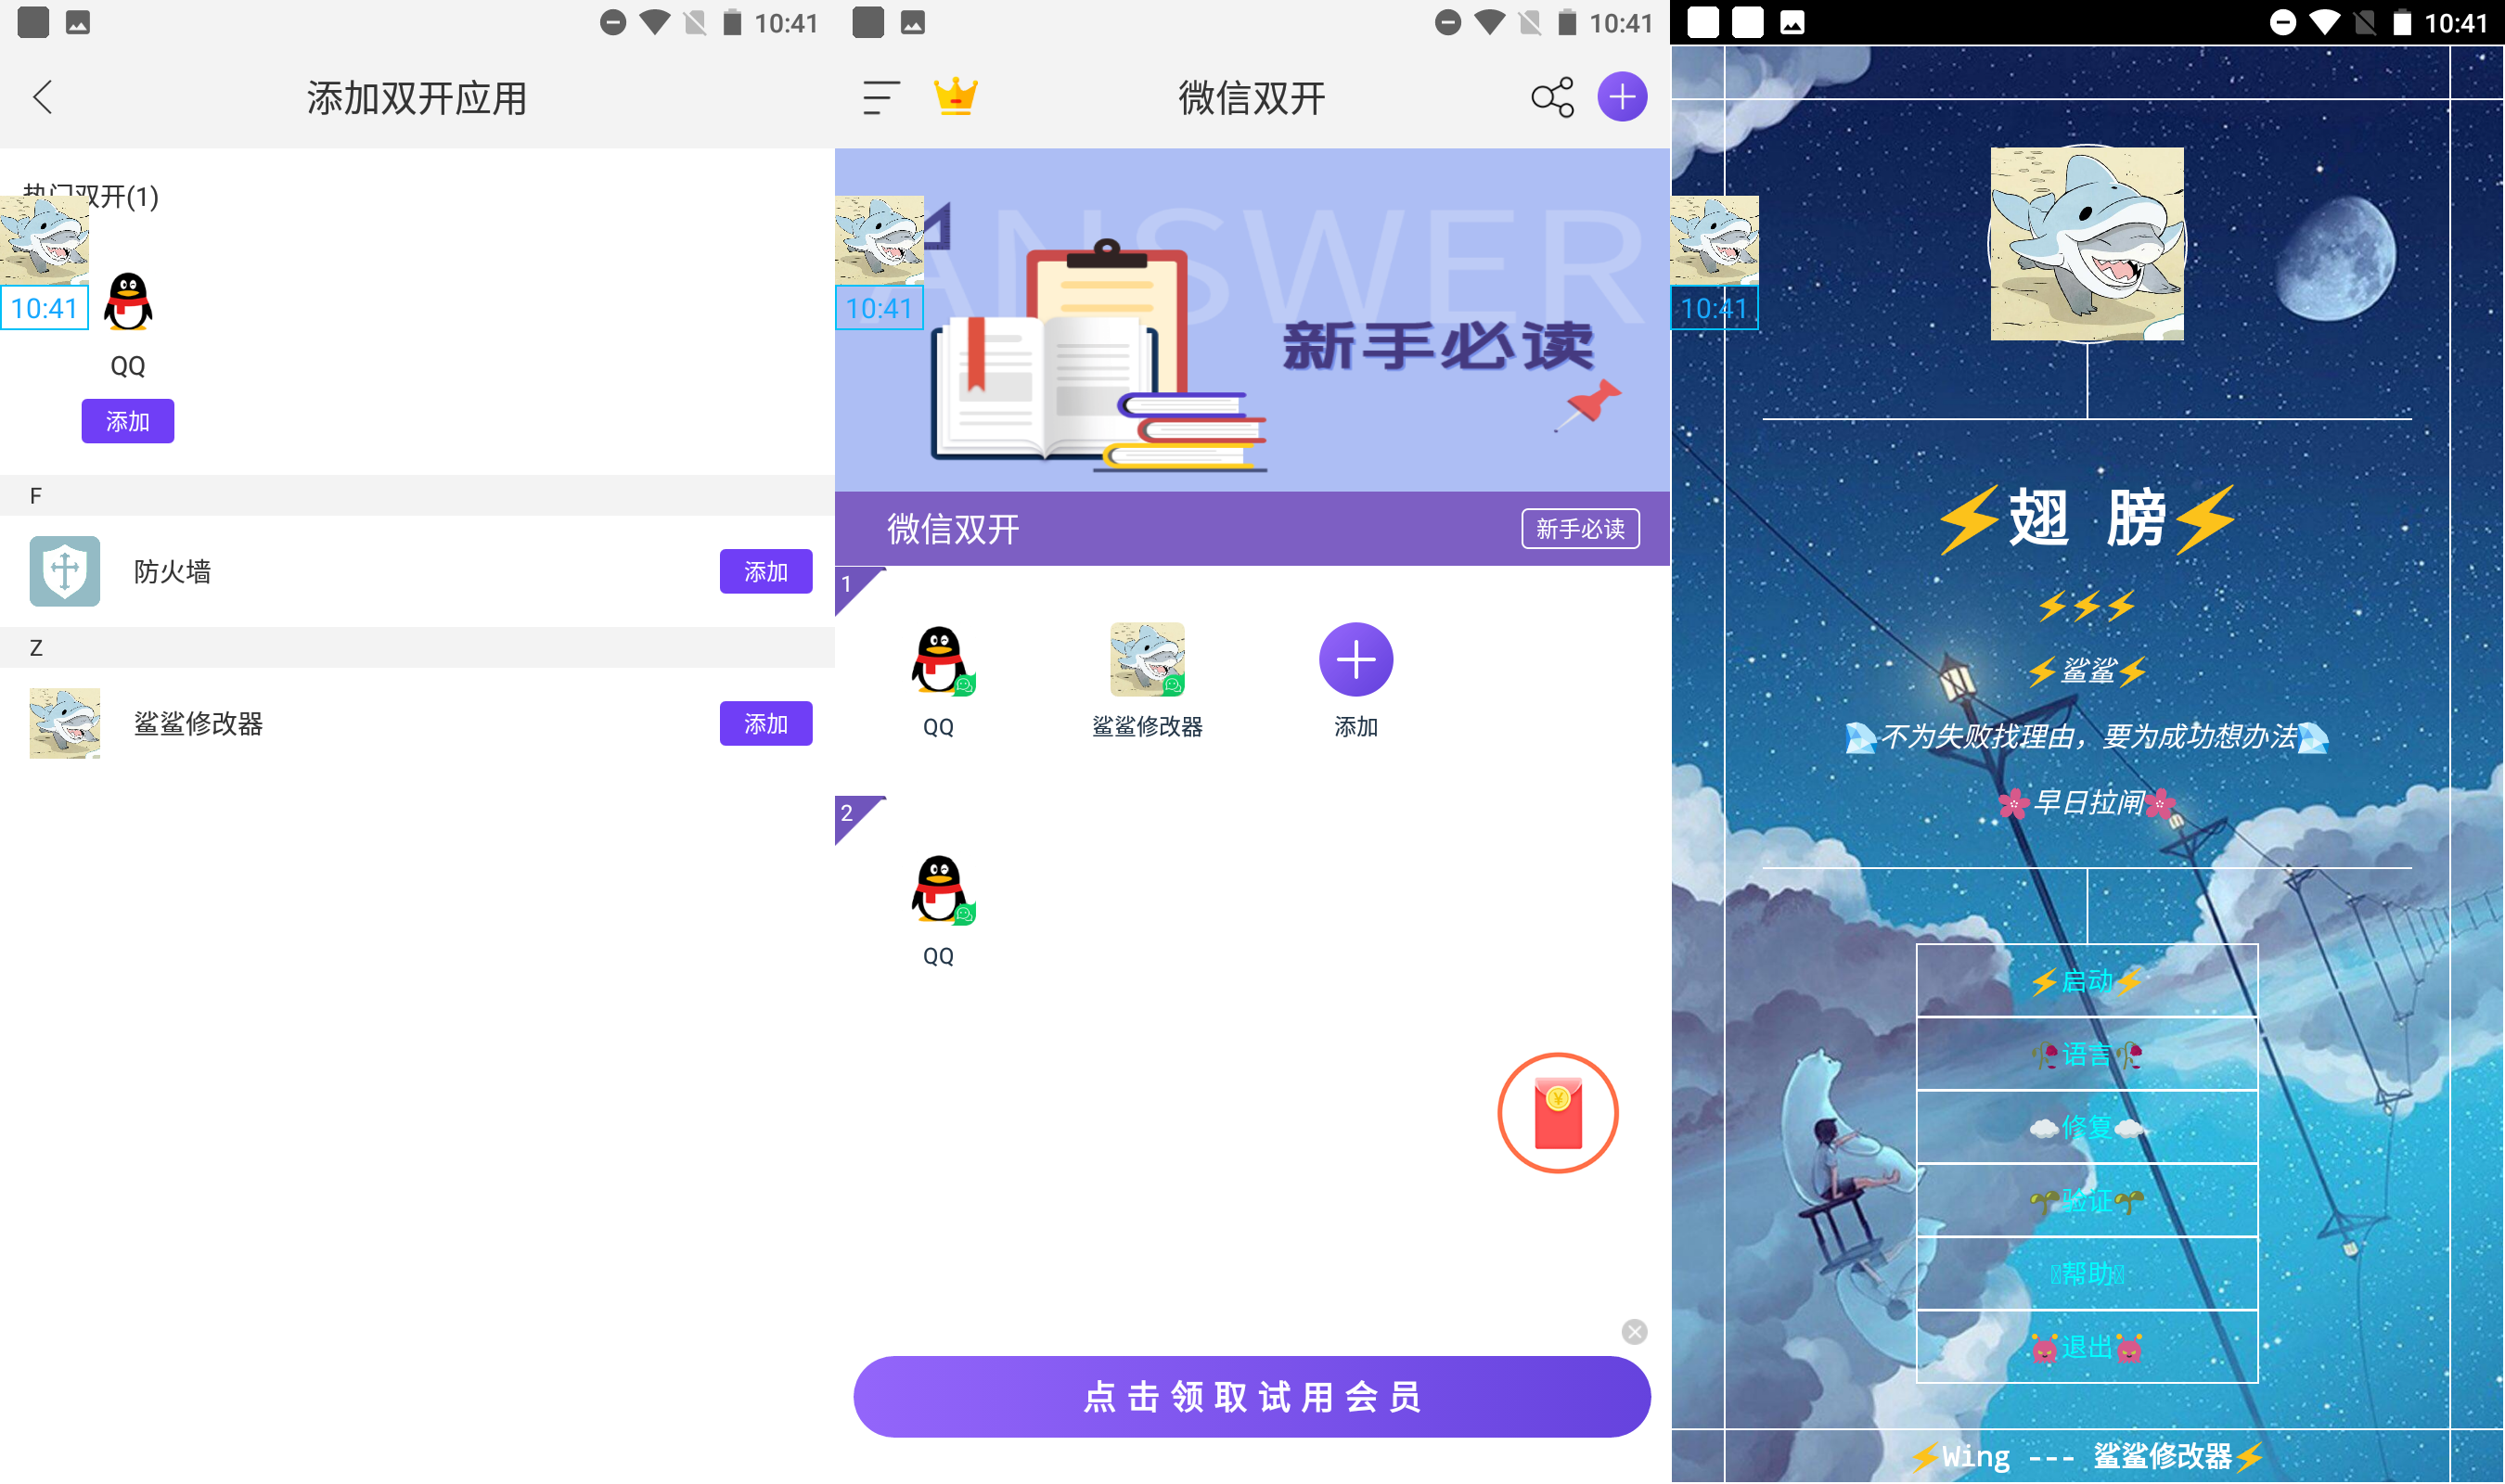 10:41
添加双开应用
热门双开(1)
10:41
QQ
添加
F
防火墙
添加
Z
鲨鲨修改器
添加
10:41
微信双开
ANSWER
10:41
新手必读
微信双开
新手必读
1
QQ
鲨鲨修改器
添加
2
QQ
¥
点击领取试用会员
10:41
10:41
⚡翅 膀⚡
⚡⚡⚡
⚡鲨鲨⚡
💎不为失败找理由，要为成功想办法💎
🌸早日拉闸🌸
⚡启动⚡
🥀语言🥀
☁️修复☁️
🌱验证🌱
帮助
👹退出👹
⚡Wing --- 鲨鲨修改器⚡